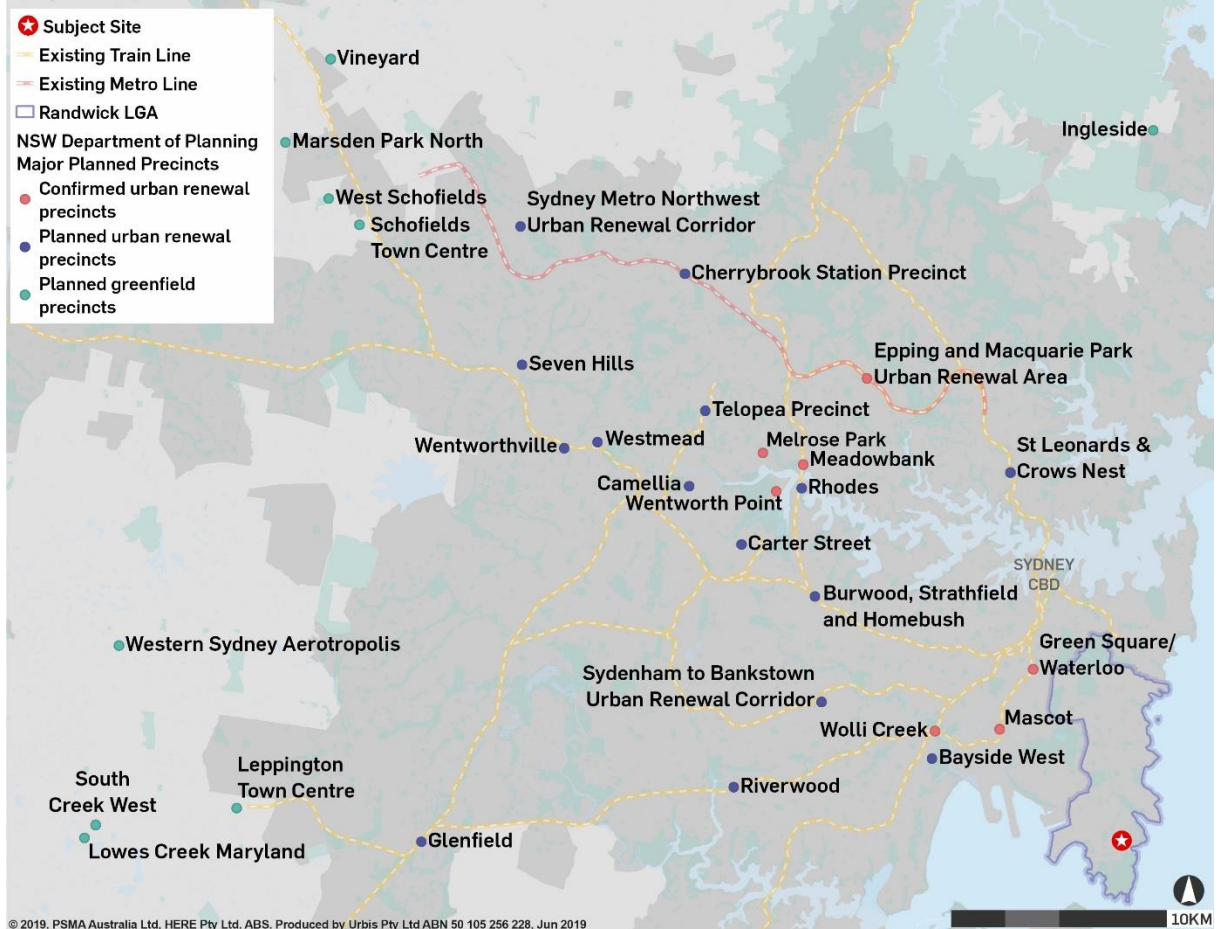 Subject Site
Existing Train Line
Existing Metro Line
Randwick LGA
NSW Department of Planning
Major Planned Precincts
Confirmed urban renewal
precincts
Planned urban renewal
precincts
Planned greenfield
precincts
Vineyard
Ingleside
Marsden Park North
West Schofields
Schofields
Town Centre
Sydney Metro Northwest
Urban Renewal Corridor
Cherrybrook Station Precinct
Epping and Macquarie Park
Urban Renewal Area
Seven Hills
Telopea Precinct
Wentworthville
Westmead
Melrose Park
Meadowbank
St Leonards &
Crows Nest
Camellia
Rhodes
Wentworth Point
Carter Street
SYDNEY
CBD
Burwood, Strathfield
and Homebush
Western Sydney Aerotropolis
Green Square/
Waterloo
Sydenham to Bankstown
Urban Renewal Corridor
Mascot
Wolli Creek
Bayside West
Riverwood
Leppington
Town Centre
South
Creek West
Lowes Creek Maryland
Glenfield
10KM
© 2019. PSMA Australia Ltd, HERE Pty Ltd. ABS. Produced by Urbis Pty Ltd ABN 50 105 256 228, Jun 2019